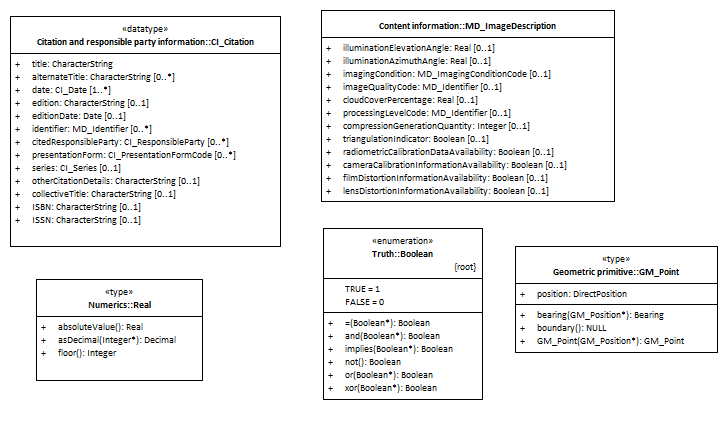 «datatype»
Citation and responsible party information::CI_Citation
+ title: CharacterString
+ alternateTitle: CharacterString [0..*]
+ date: CI_Date [1..*]
+ edition: CharacterString [0..1]
+ editionDate: Date [0..1]
+ identifier: MD_Identifier [0..*]
+ citedResponsibleParty: CI_ResponsibleParty [0..*]
+ presentationForm: CI_PresentationFormCode [0..*]
+ series: CI_Series [0..1]
+ otherCitationDetails: CharacterString [0..1]
+ collectiveTitle: CharacterString [0..1]
+ ISBN: CharacterString [0..1]
+ ISSN: CharacterString [0..1]
Content information::MD_ImageDescription
+ illuminationElevationAngle: Real [0..1]
+ illuminationAzimuthAngle: Real [0..1]
+ imagingCondition: MD_ImagingConditionCode [0..1]
+ imageQualityCode: MD_Identifier [0..1]
+ cloudCoverPercentage: Real [0..1]
+ processingLevelCode: MD_Identifier [0..1]
+ compressionGenerationQuantity: Integer [0..1]
+ triangulationIndicator: Boolean [0..1]
+ radiometricCalibrationDataAvailability: Boolean [0..1]
+ cameraCalibrationInformationAvailability: Boolean [0..1]
+ filmDistortionInformationAvailability: Boolean [0..1]
+ lensDistortionInformationAvailability: Boolean [0..1]
«type»
Numerics::Real
+ absoluteValue(): Real
+ asDecimal(Integer*): Decimal
+ floor(): Integer
«enumeration»
Truth::Boolean
{root}
TRUE = 1
FALSE = 0
+ =(Boolean*): Boolean
+ and(Boolean*): Boolean
+ implies(Boolean*): Boolean
+ not(): Boolean
+ or(Boolean*): Boolean
+ xor(Boolean*): Boolean
«type»
Geometric primitive::GM_Point
+ position: DirectPosition
+ bearing(GM_Position*): Bearing
+ boundary(): NULL
+ GM_Point(GM_Position*): GM_Point